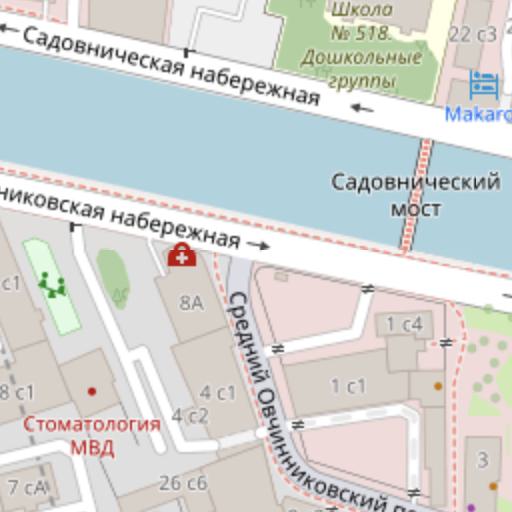 Школа
№ 518.
Дошкольные
группы
22 с3
Садовническая набережная
Makaro
Садовнический
мост
никовская набережная
с1
8А
Средний Овчинниковский пе
1 с4
1 с1
8 с1
4 с1
4 с2
Стоматология
МВД
3
7 сА
26 с6